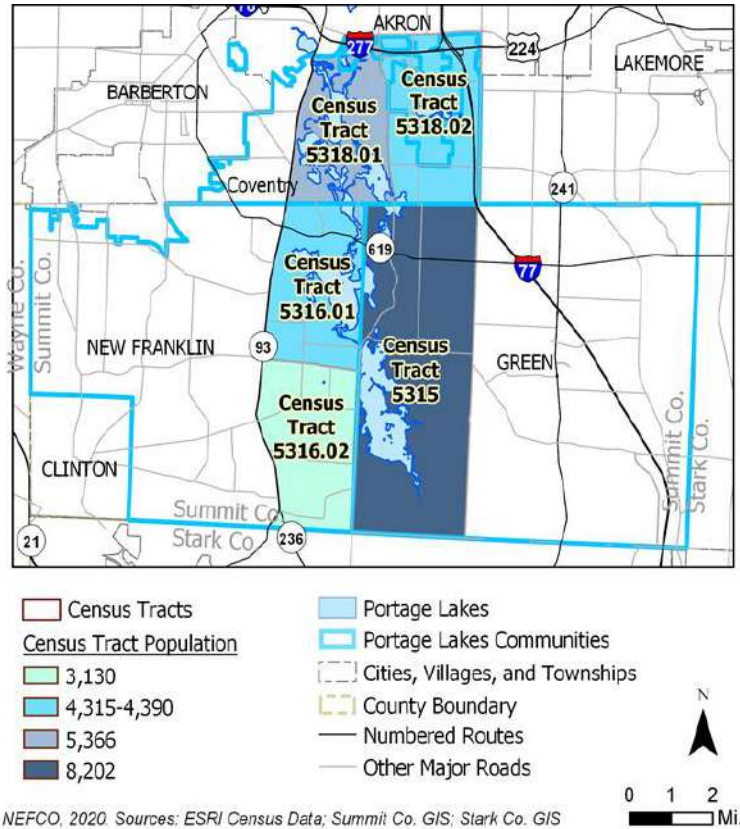 AKRON
277
224
LAKEMORE
BARBERTON
Census
Tract
5318.01
Census
Tract
5318.02
Coventry
241
619
77
Census
Tract
5316.01
Wayne Co.
Summit Co.
NEW FRANKLIN
93
Census
Tract
5315
GREEN
Census
Tract
5316.02
CLINTON
Summit Co.
Stark Co.
Summit Co.
Stark Co.
21
236
Census Tracts
Census Tract Population
3,130
4,315-4,390
5,366
8,202
Portage Lakes
Portage Lakes Communities
Cities, Villages, and Townships
County Boundary
Numbered Routes
Other Major Roads
N
0 1 2
Mi.
NEFCO, 2020. Sources: ESRI Census Data; Summit Co. GIS; Stark Co. GIS